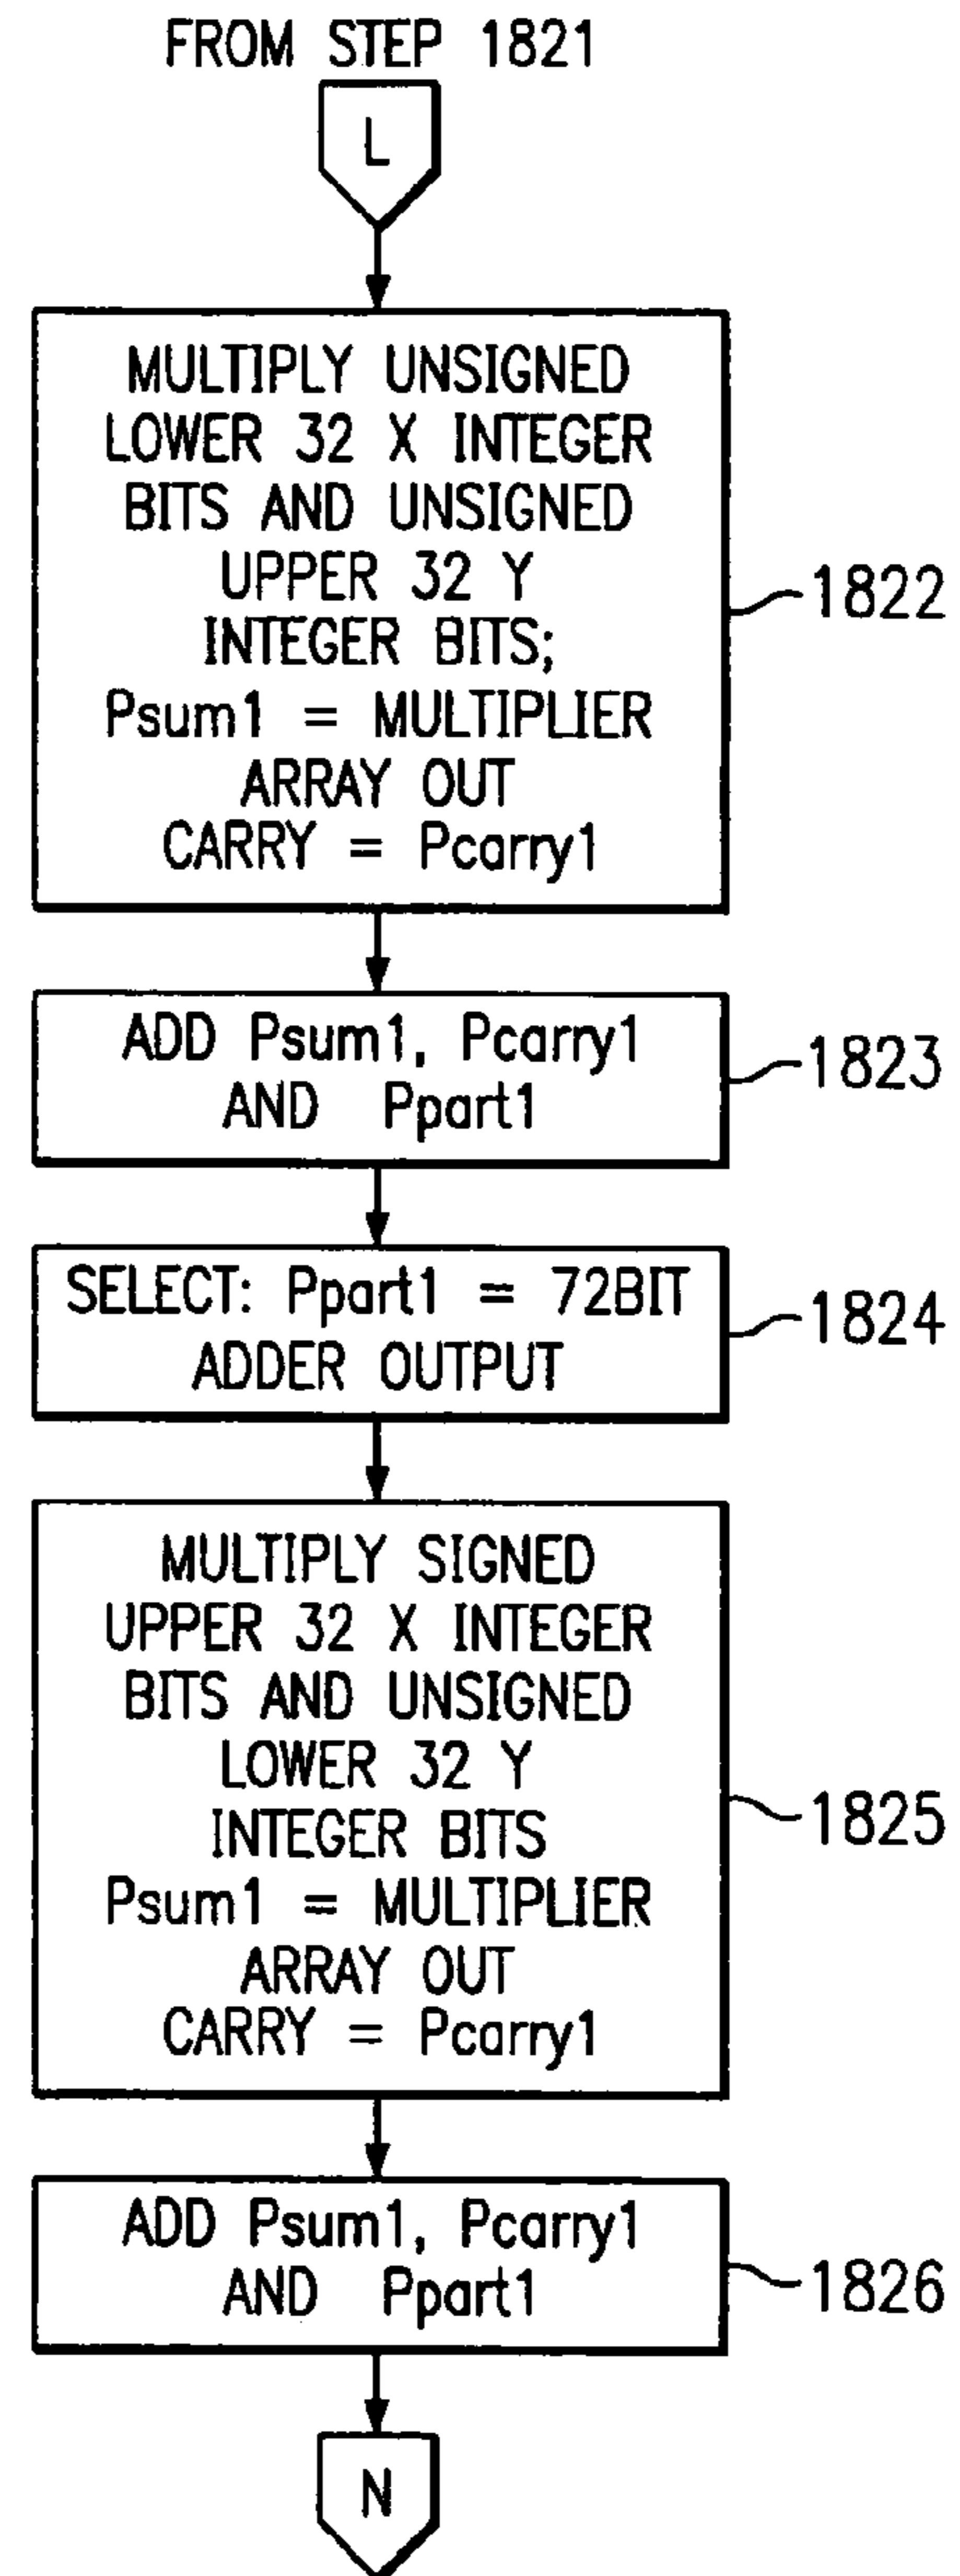 FROM STEP 1821
L
MULTIPLY UNSIGNED
LOWER 32 X INTEGER
BITS AND UNSIGNED
UPPER 32 Y
INTEGER BITS;
Psum1 = MULTIPLIER
ARRAY OUT
CARRY = Pcarry1
1822
ADD Psum1, Pcarry1
AND Ppart1
1823
SELECT: Ppart1 = 72BIT
ADDER OUTPUT
1824
MULTIPLY SIGNED
UPPER 32 X INTEGER
BITS AND UNSIGNED
LOWER 32 Y
INTEGER BITS
Psum1 = MULTIPLIER
ARRAY OUT
CARRY = Pcarry1
1825
ADD Psum1, Pcarry1
AND Ppart1
1826
N